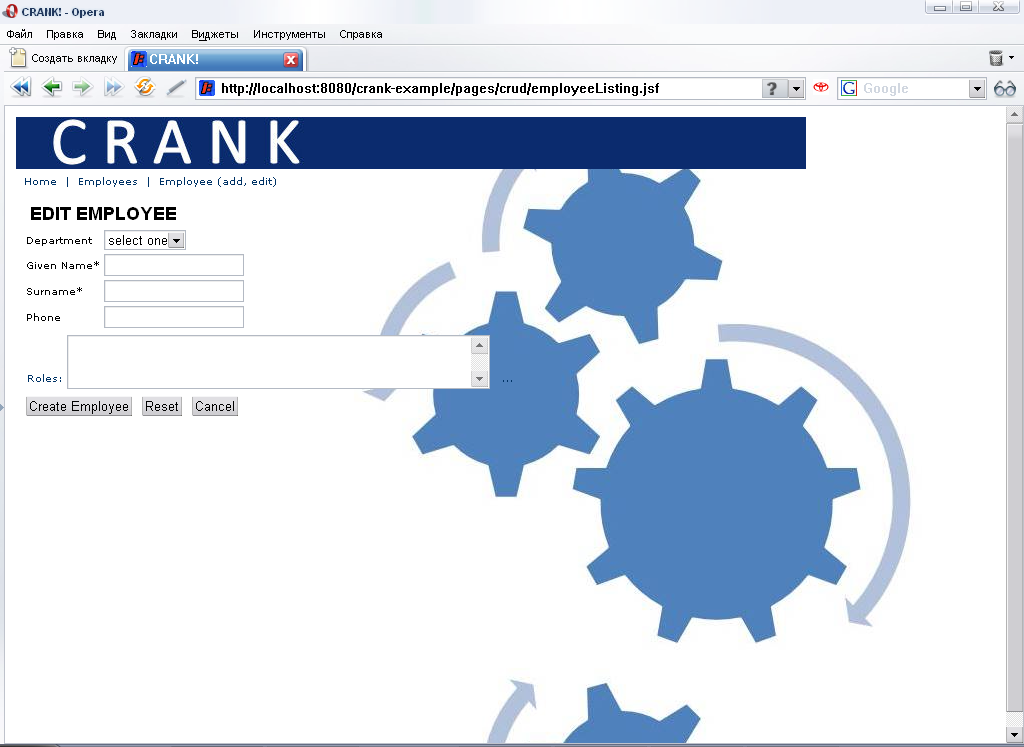 CRANK! - Opera
Файл Правка Вид Закладки Виджеты Инструменты Справка
Создать вкладку CRANK!
http://localhost:8080/crank-example/pages/crud/employeeListing.jsf ? G Google
CRANK
Home | Employees | Employee (add, edit)
EDIT EMPLOYEE
Department select one
Given Name*
Surname*
Phone
Roles: ...
Create Employee Reset Cancel